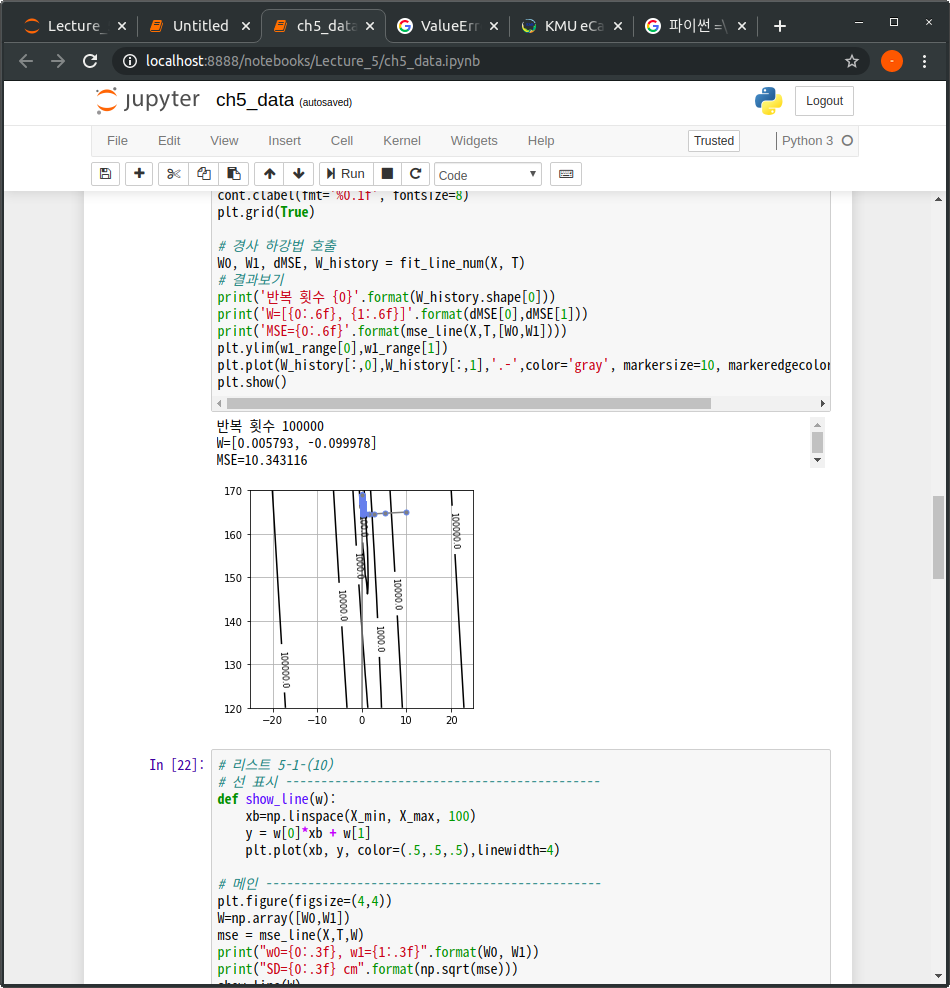 Lecture_
Untitled
ch5_data
ValueErr
KMU eCa
파이썬 =\
localhost:8888/notebooks/Lecture_5/ch5_data.ipynb
jupyter ch5_data (autosaved)
Logout
File Edit View Insert Cell Kernel Widgets Help
Trusted
Python 3
Run
Code
cont.clabel(fmt='%0.1f', fontsize=8)
plt.grid(True)
# 경사 하강법 호출
W0, W1, dMSE, W_history = fit_line_num(X, T)
# 결과보기
print('반복 횟수 {0}'.format(W_history.shape[0]))
print('W=[{0:.6f}, {1:.6f}]'.format(dMSE[0],dMSE[1]))
print('MSE={0:.6f}'.format(mse_line(X,T,[W0,W1])))
plt.ylim(w1_range[0],w1_range[1])
plt.plot(W_history[:,0],W_history[:,1],'.-',color='gray', markersize=10, markeredgecolor
plt.show()
반복 횟수 100000
W=[0.005793, -0.099978]
MSE=10.343116
170
160
150
140
130
120
−20 −10 0 10 20
100000.0
10000.0
1000.0
100.0
1000.0
10000.0
100000.0
In [22]:
# 리스트 5-1-(10)
# 선 표시 ------------------------------------------------
def show_line(w):
    xb=np.linspace(X_min, X_max, 100)
    y = w[0]*xb + w[1]
    plt.plot(xb, y, color=(.5,.5,.5),linewidth=4)
# 메인 ---------------------------------------------------
plt.figure(figsize=(4,4))
W=np.array([W0,W1])
mse = mse_line(X,T,W)
print("w0={0:.3f}, w1={1:.3f}".format(W0, W1))
print("SD={0:.3f} cm".format(np.sqrt(mse)))
show_line(W)